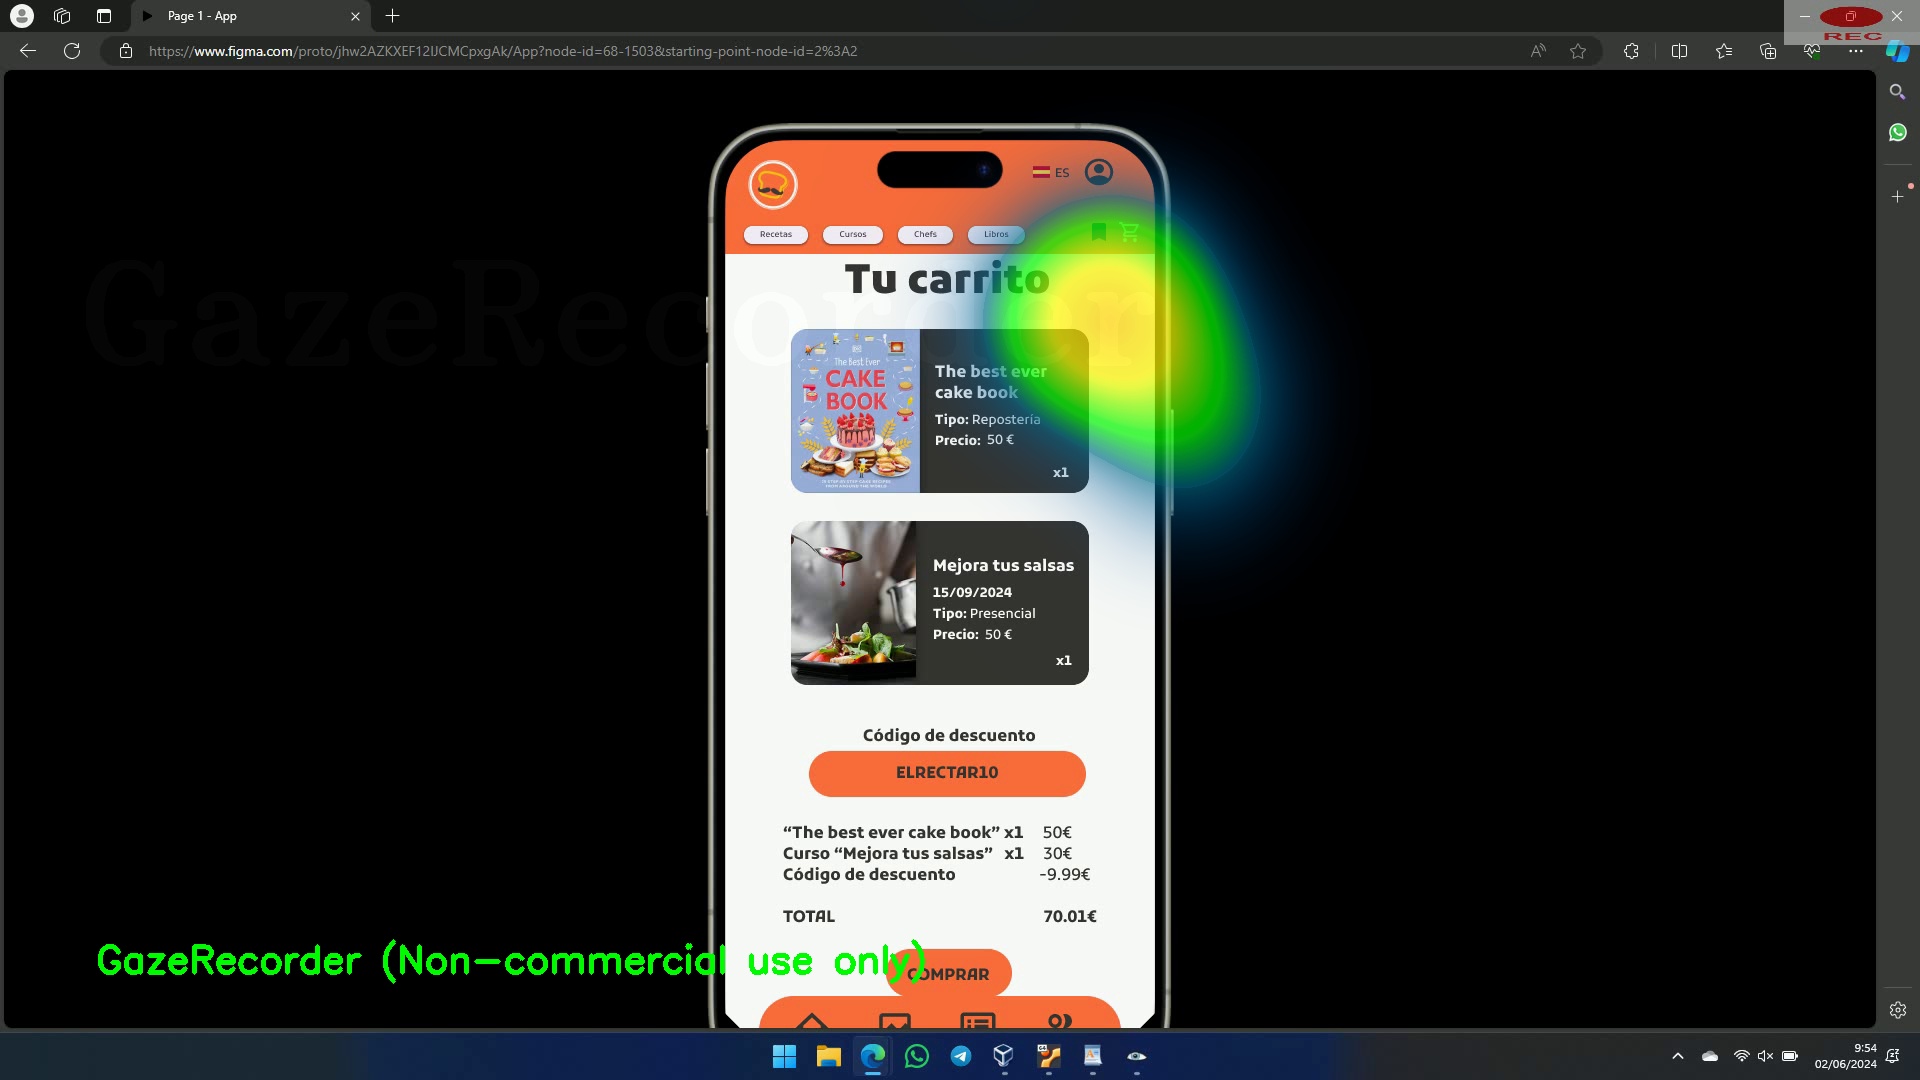 Page 1 - App
https://www.figma.com/proto/jhw2AZKXEF12IJCMCpxgAk/App?node-id=68-1503&starting-point-node-id=2%3A2
REC
ES
Recetas Cursos Chefs Libros
Tu carrito
GazeRecorder
The Best Ever
CAKE
BOOK
The best ever
cake book
Tipo: Repostería
Precio: 50 €
x1
Mejora tus salsas
15/09/2024
Tipo: Presencial
Precio: 50 €
x1
Código de descuento
ELRECTAR10
“The best ever cake book” x1 50€
Curso “Mejora tus salsas” x1 30€
Código de descuento -9.99€
TOTAL 70.01€
GazeRecorder (Non-commercial use only)
COMPRAR
9:54
02/06/2024